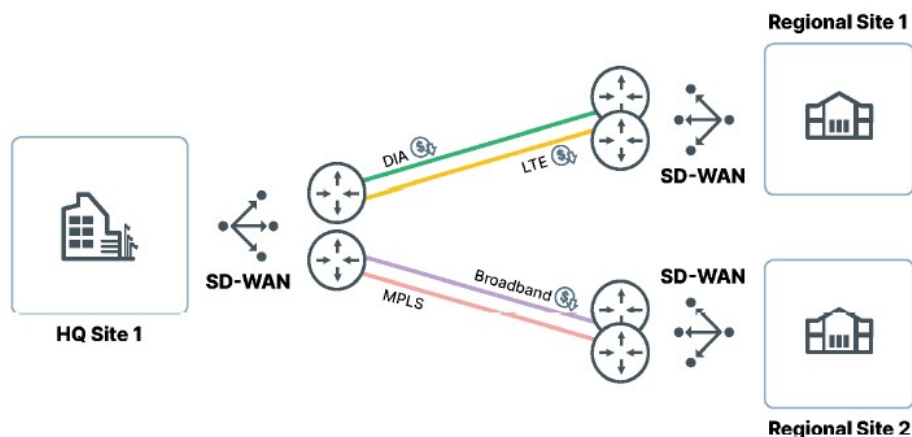 Regional Site 1
DIA $
LTE $
SD-WAN
SD-WAN
HQ Site 1
Broadband $
MPLS
SD-WAN
Regional Site 2